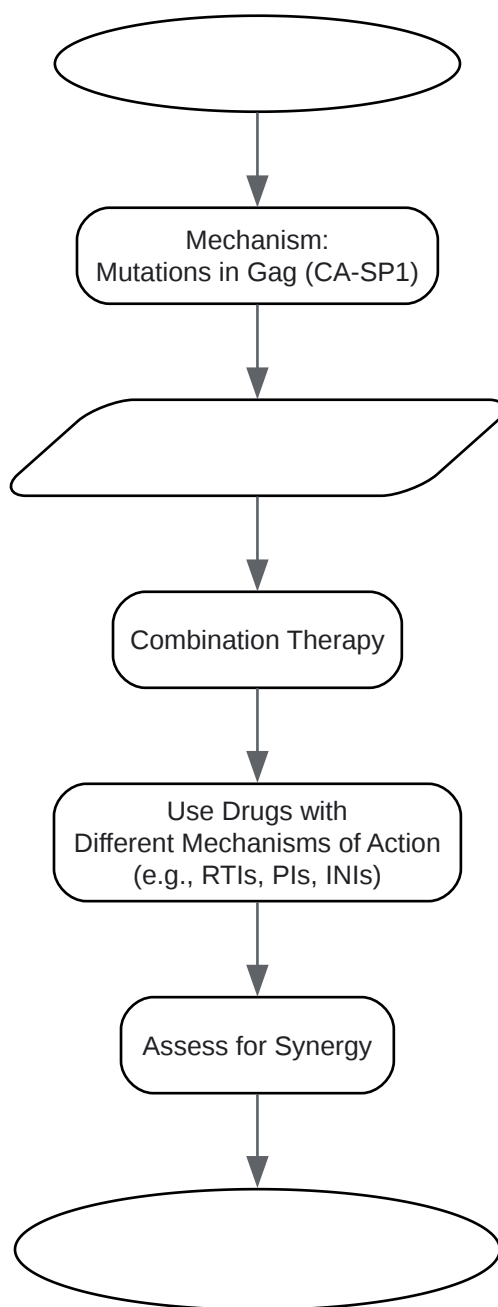 Mechanism:
Mutations in Gag (CA-SP1)
Combination Therapy
Use Drugs with
Different Mechanisms of Action
(e.g., RTIs, PIs, INIs)
Assess for Synergy